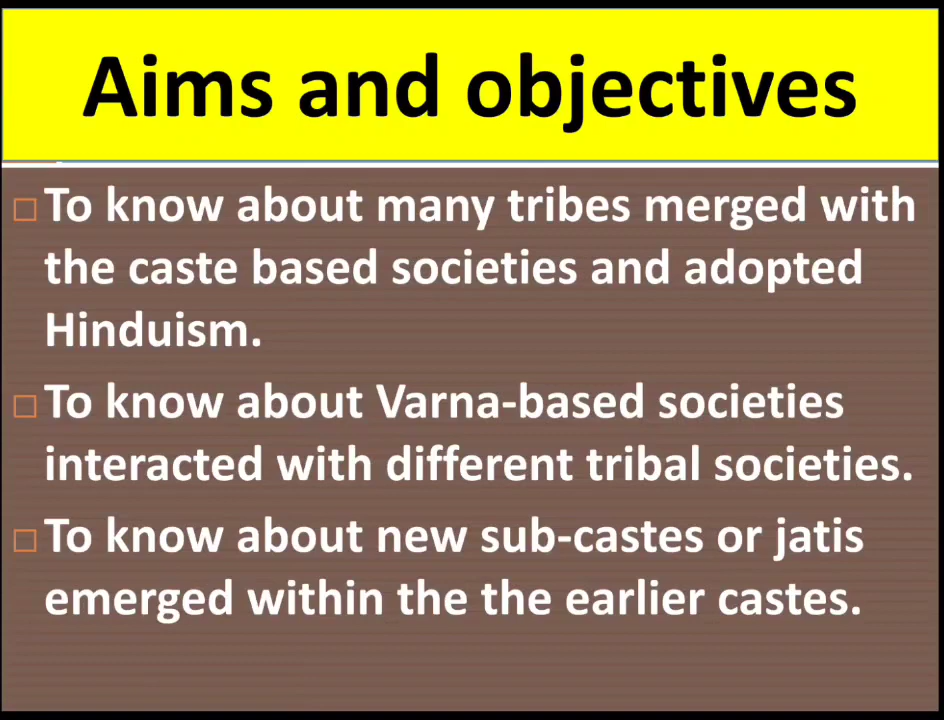 Aims and objectives
To know about many tribes merged with
the caste based societies and adopted
Hinduism.
To know about Varna-based societies
interacted with different tribal societies.
To know about new sub-castes or jatis
emerged within the the earlier castes.